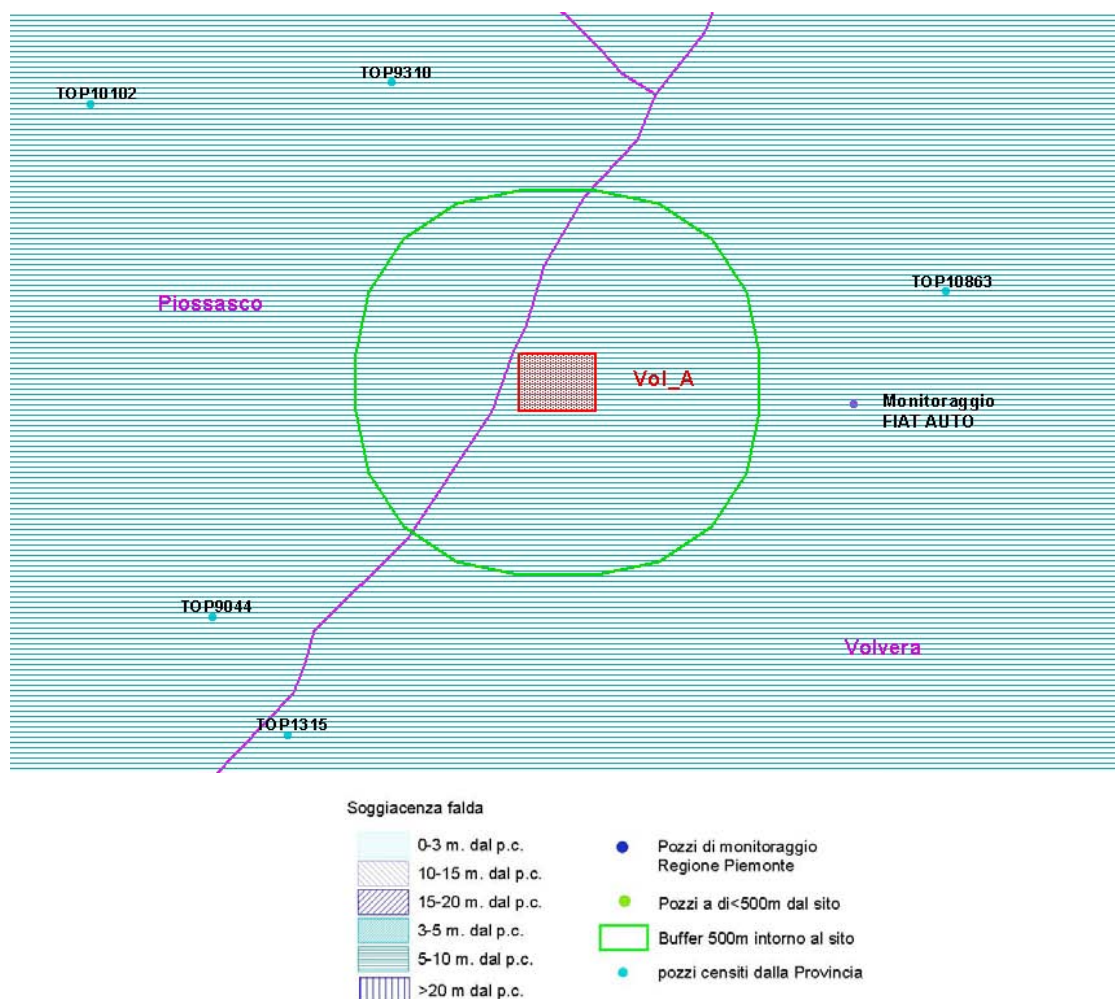 TOP9310
TOP10102
TOP10863
Piossasco
Vol_A
Monitoraggio
FIAT AUTO
TOP9044
Volvera
TOP1315
Soggiacenza falda
0-3 m. dal p.c.
10-15 m. dal p.c.
15-20 m. dal p.c.
3-5 m. dal p.c.
5-10 m. dal p.c.
>20 m dal p.c.
Pozzi di monitoraggio
Regione Piemonte
Pozzi a di<500m dal sito
Buffer 500m intorno al sito
pozzi censiti dalla Provincia